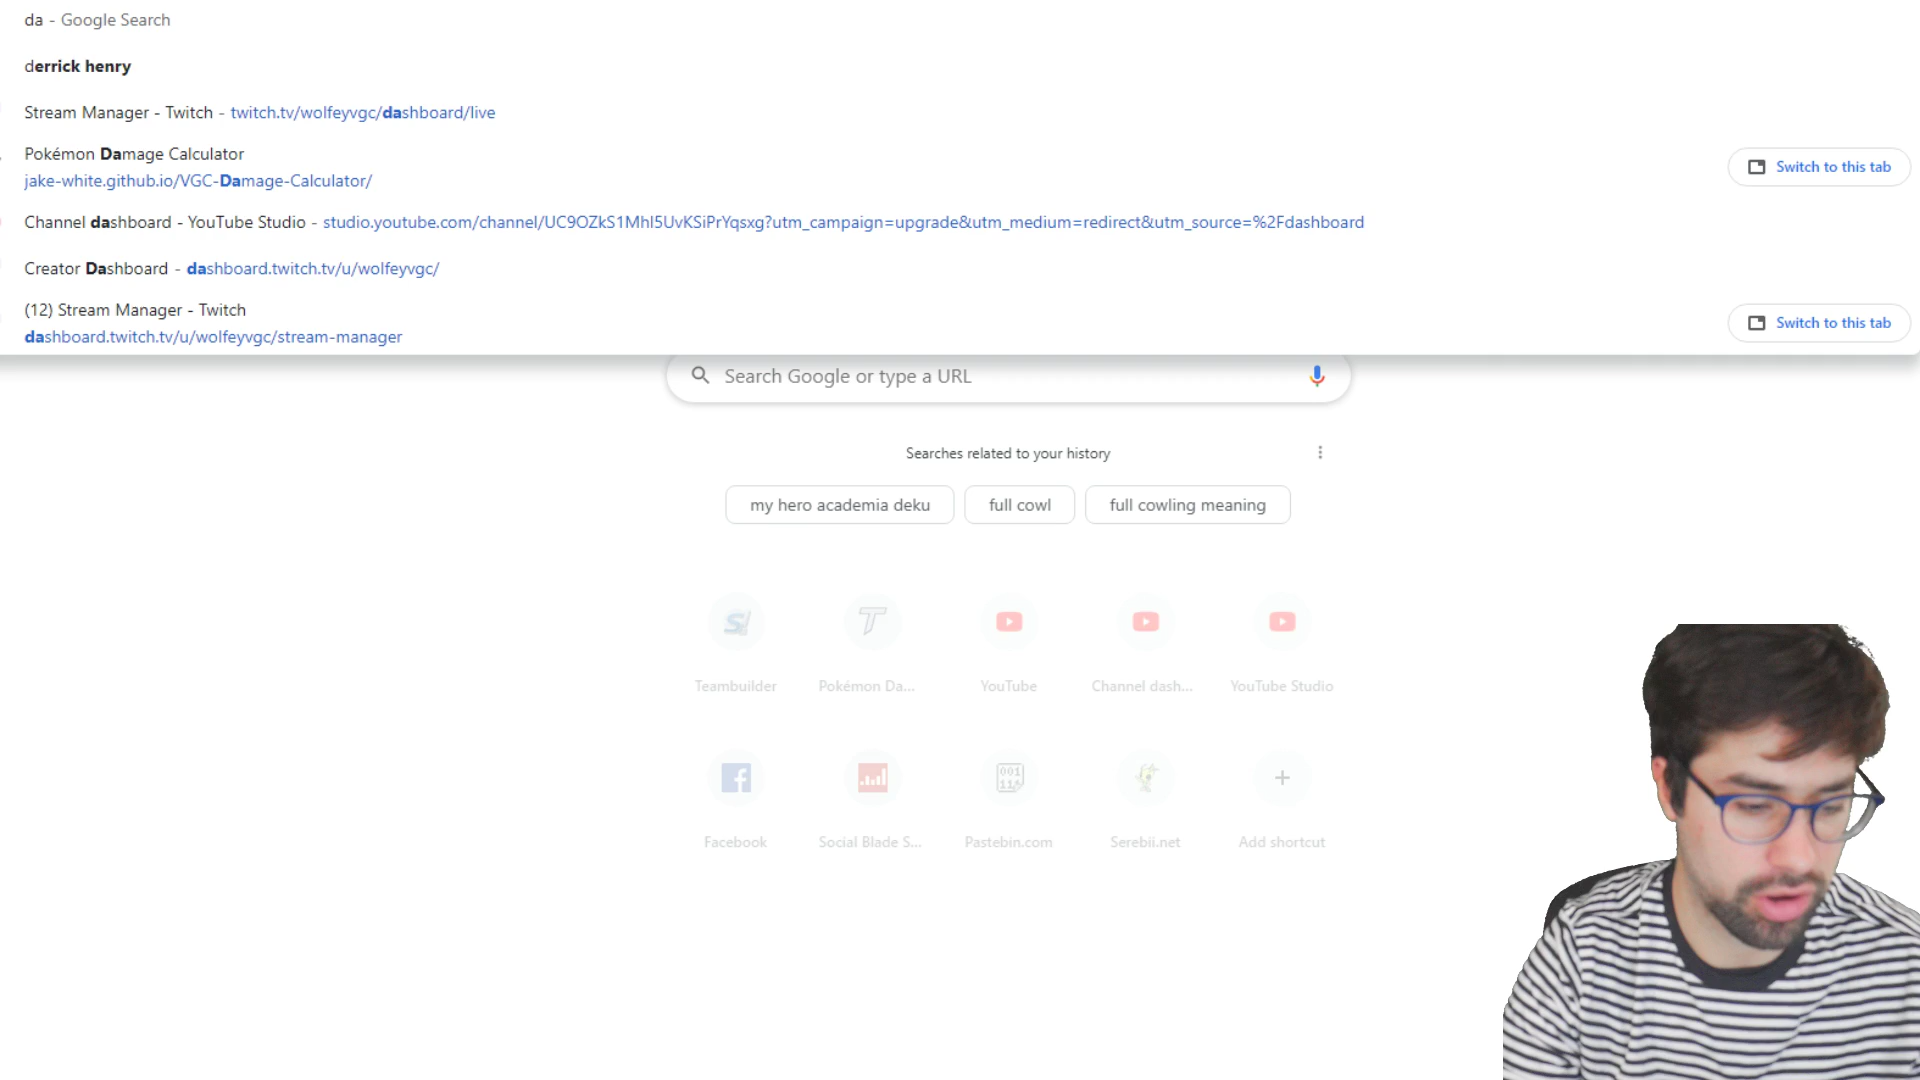 da - Google Search
derrick henry
Stream Manager - Twitch - twitch.tv/wolfeyvgc/dashboard/live
Pokémon Damage Calculator
jake-white.github.io/VGC-Damage-Calculator/
Switch to this tab
Channel dashboard - YouTube Studio - studio.youtube.com/channel/UC9OZkS1MhI5UvKSiPrYqsxg?utm_campaign=upgrade&utm_medium=redirect&utm_source=%2Fdashboard
Creator Dashboard - dashboard.twitch.tv/u/wolfeyvgc/
(12) Stream Manager - Twitch
dashboard.twitch.tv/u/wolfeyvgc/stream-manager
Switch to this tab
Search Google or type a URL
Searches related to your history
my hero academia deku
full cowl
full cowling meaning
Teambuilder
Pokémon Da...
YouTube
Channel dash...
YouTube Studio
Facebook
Social Blade S...
Pastebin.com
Serebii.net
Add shortcut